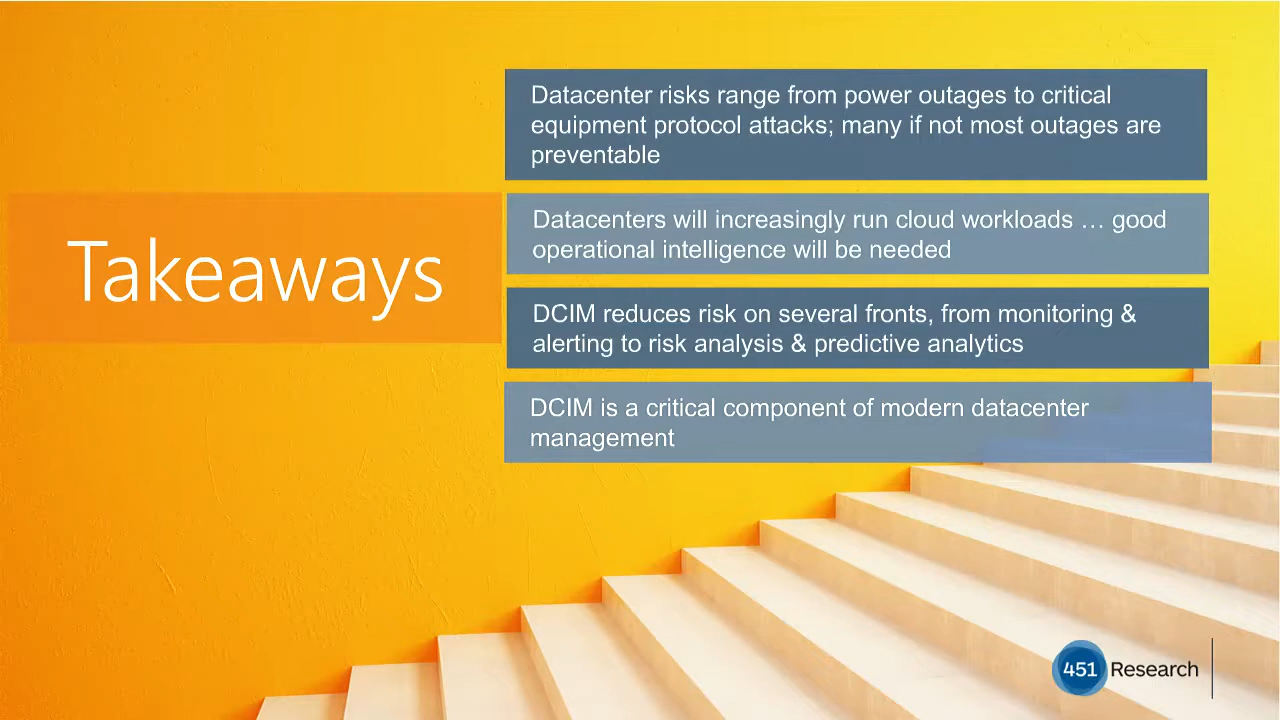 Takeaways
Datacenter risks range from power outages to critical
equipment protocol attacks; many if not most outages are
preventable
Datacenters will increasingly run cloud workloads … good
operational intelligence will be needed
DCIM reduces risk on several fronts, from monitoring &
alerting to risk analysis & predictive analytics
DCIM is a critical component of modern datacenter
management
451 Research